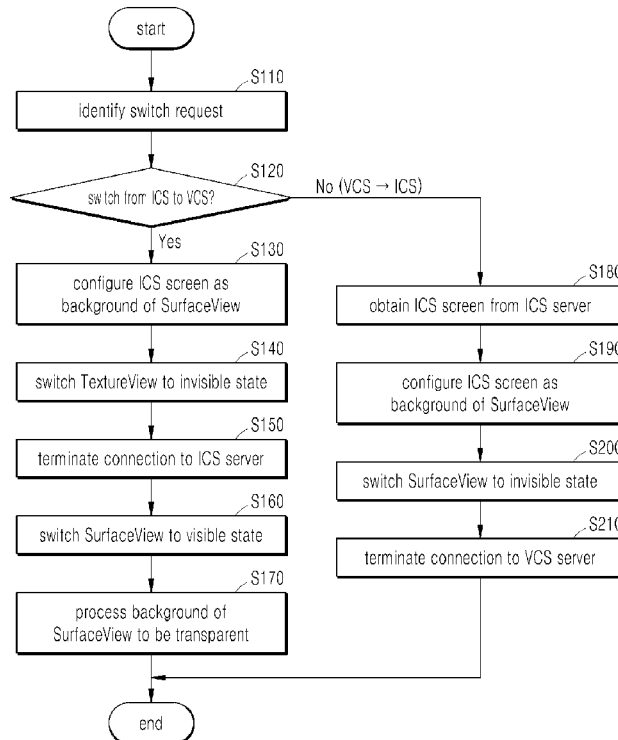 start
S110
identify switch request
S120
switch from ICS to VCS?
No (VCS → ICS)
Yes
S130
configure ICS screen as
background of SurfaceView
S140
switch TextureView to invisible state
S150
terminate connection to ICS server
S160
switch SurfaceView to visible state
S170
process background of
SurfaceView to be transparent
S180
obtain ICS screen from ICS server
S190
configure ICS screen as
background of SurfaceView
S200
switch SurfaceView to invisible state
S210
terminate connection to VCS server
end